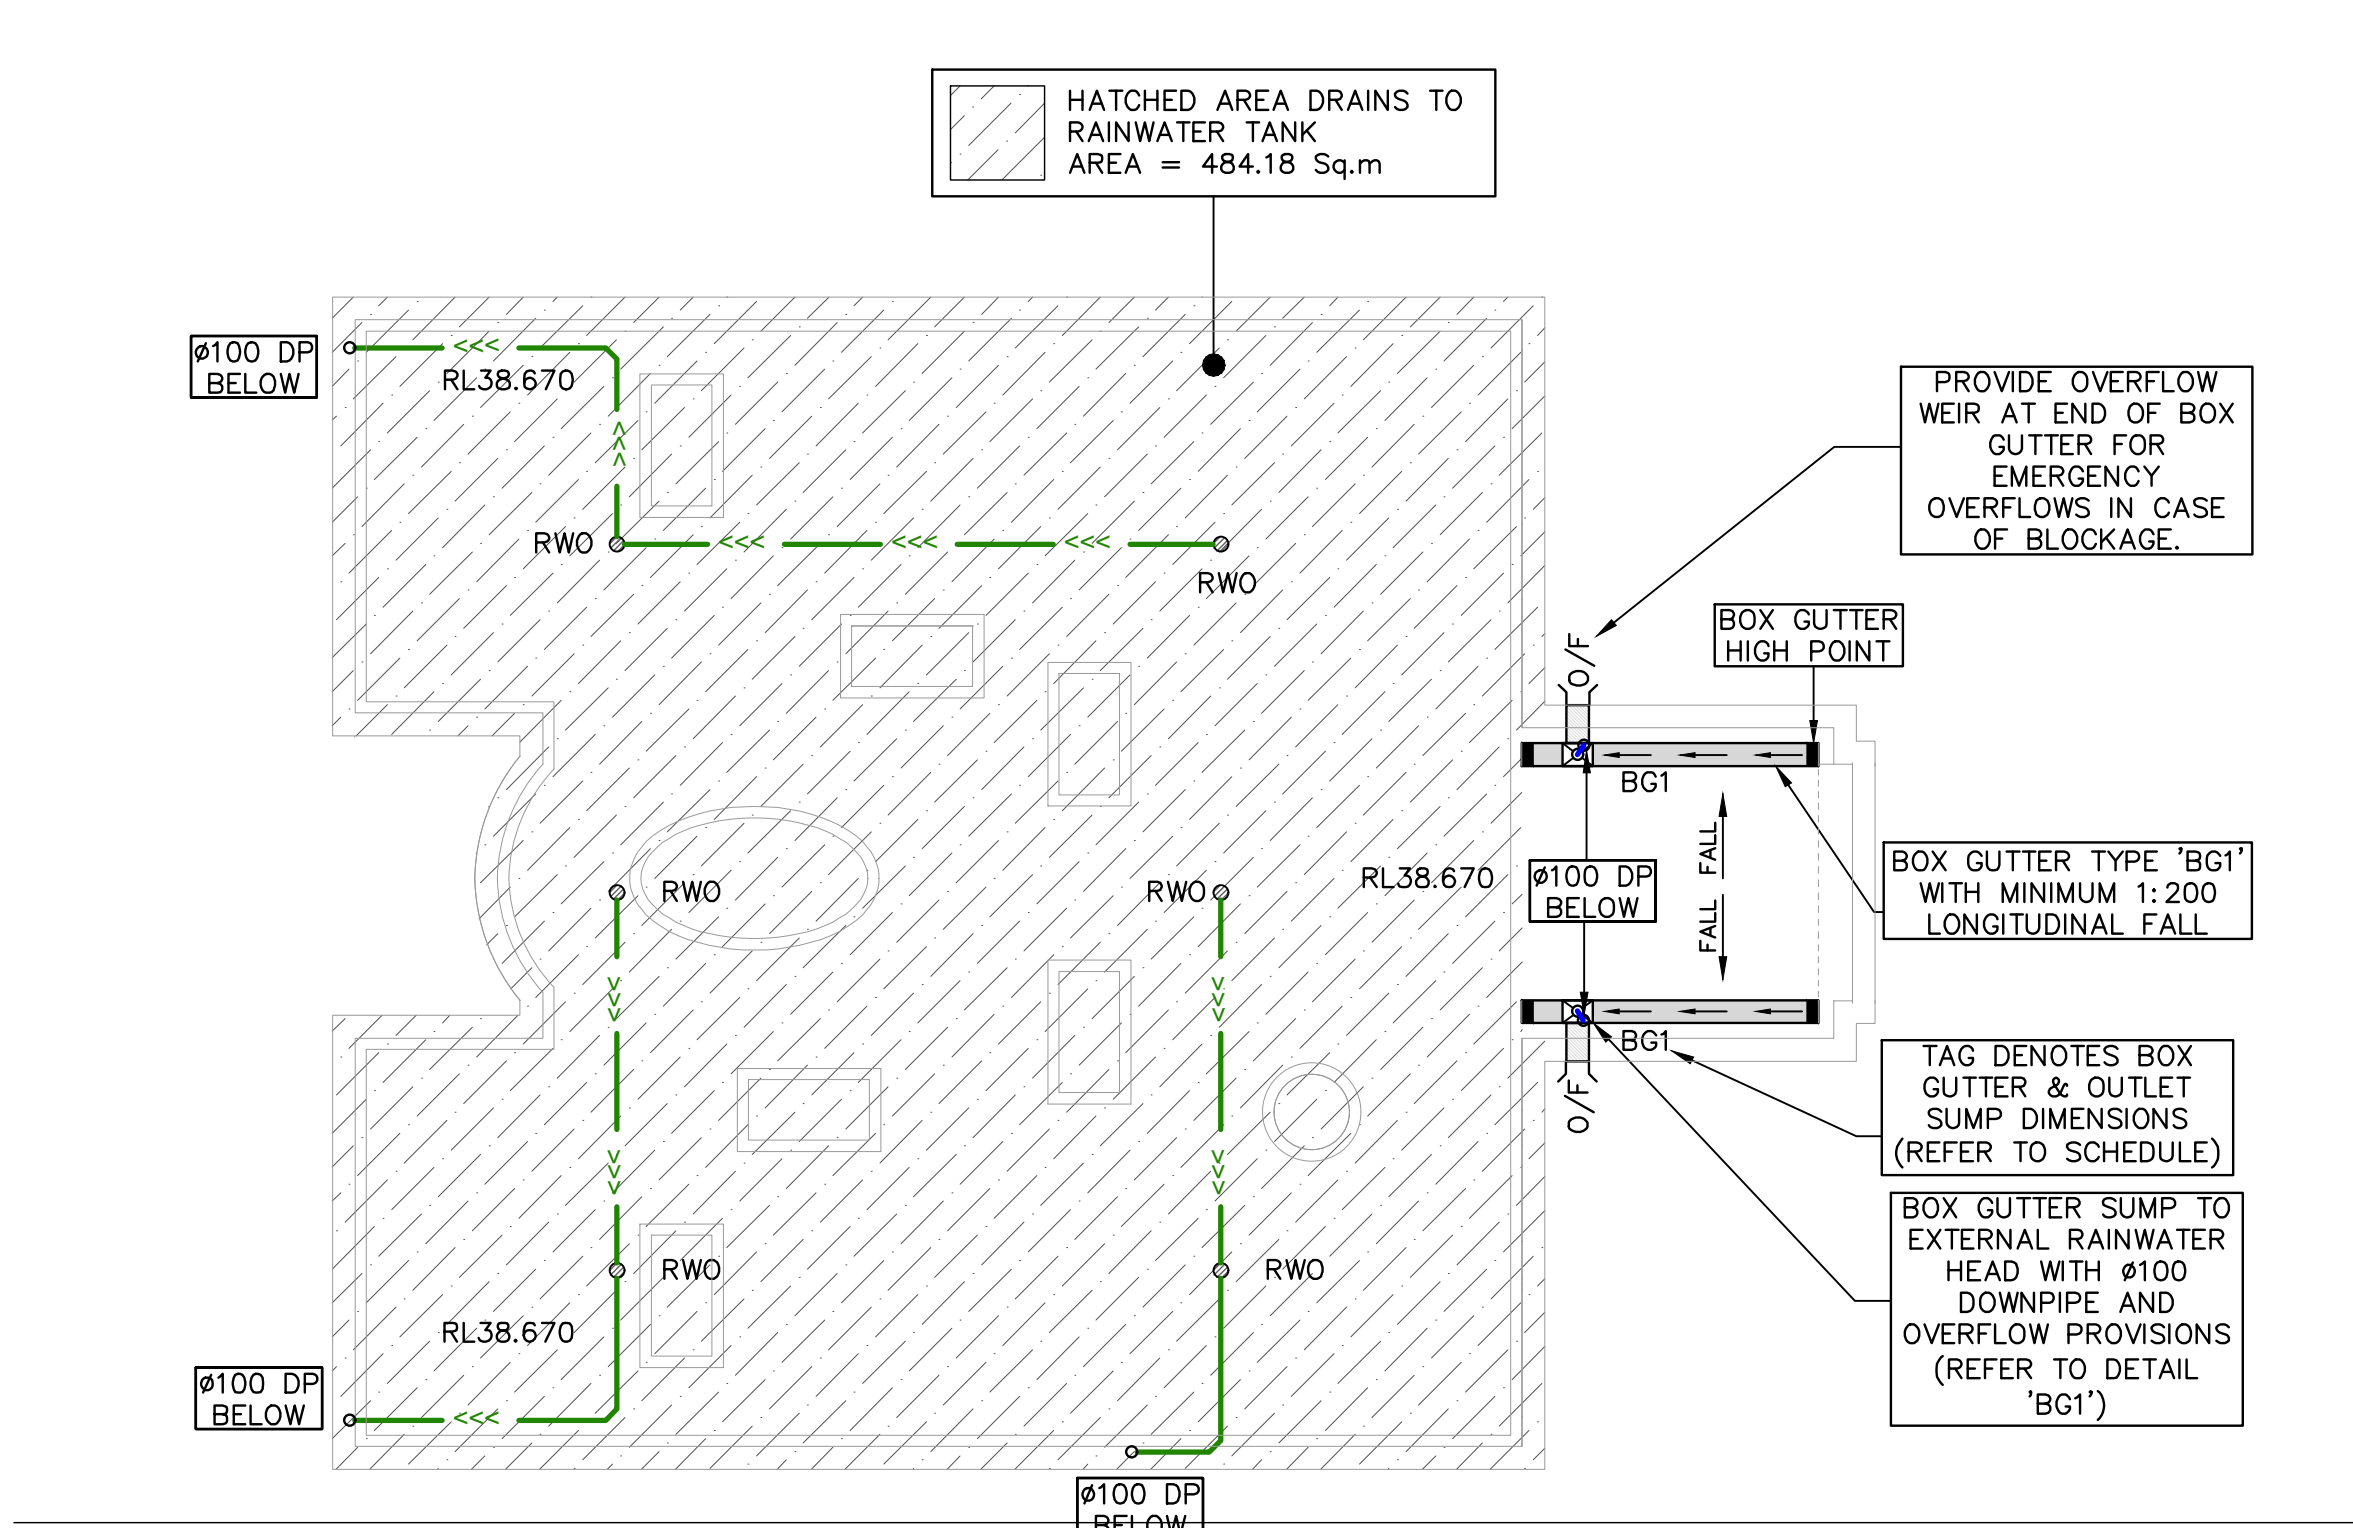 HATCHED AREA DRAINS TO
RAINWATER TANK
AREA = 484.18 Sq.m
ø100 DP
BELOW
<<<
RL38.670
<<<
RWO
<<<
<<<
<<<
RWO
PROVIDE OVERFLOW
WEIR AT END OF BOX
GUTTER FOR
EMERGENCY
OVERFLOWS IN CASE
OF BLOCKAGE.
BOX GUTTER
HIGH POINT
O/F
BG1
RWO
RWO
RL38.670
ø100 DP
BELOW
FALL
FALL
BOX GUTTER TYPE 'BG1'
WITH MINIMUM 1:200
LONGITUDINAL FALL
<<<
<<<
BG1
O/F
TAG DENOTES BOX
GUTTER & OUTLET
SUMP DIMENSIONS
(REFER TO SCHEDULE)
<<<
<<<
RWO
RWO
BOX GUTTER SUMP TO
EXTERNAL RAINWATER
HEAD WITH ø100
DOWNPIPE AND
OVERFLOW PROVISIONS
(REFER TO DETAIL
'BG1')
RL38.670
ø100 DP
BELOW
<<<
ø100 DP
BELOW